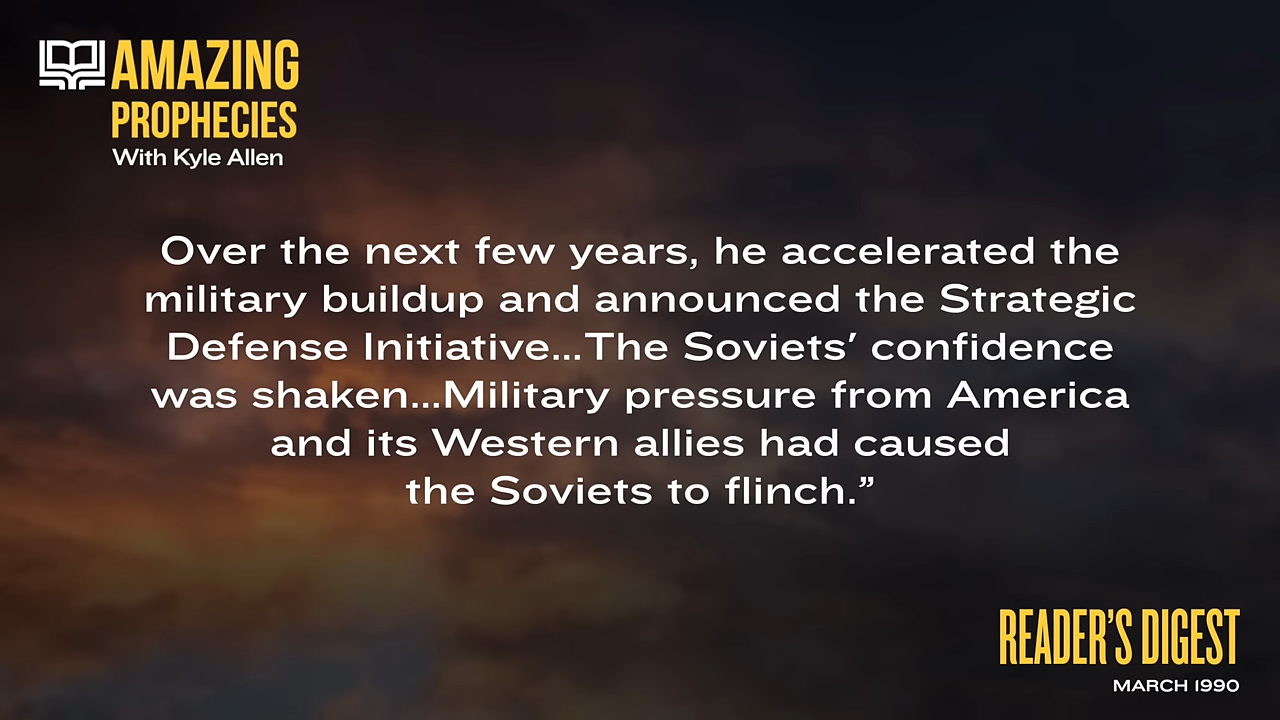 AMAZING
PROPHECIES
With Kyle Allen
Over the next few years, he accelerated the
military buildup and announced the Strategic
Defense Initiative...The Soviets’ confidence
was shaken...Military pressure from America
and its Western allies had caused
the Soviets to flinch.”
READER’S DIGEST
MARCH 1990